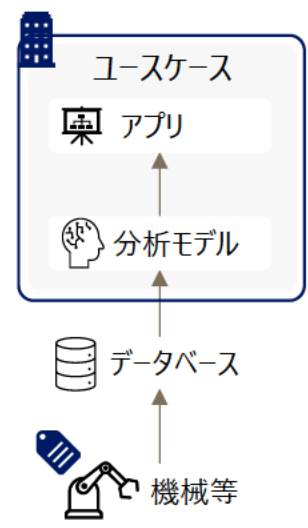 ユースケース
アプリ
分析モデル
データベース
機械等